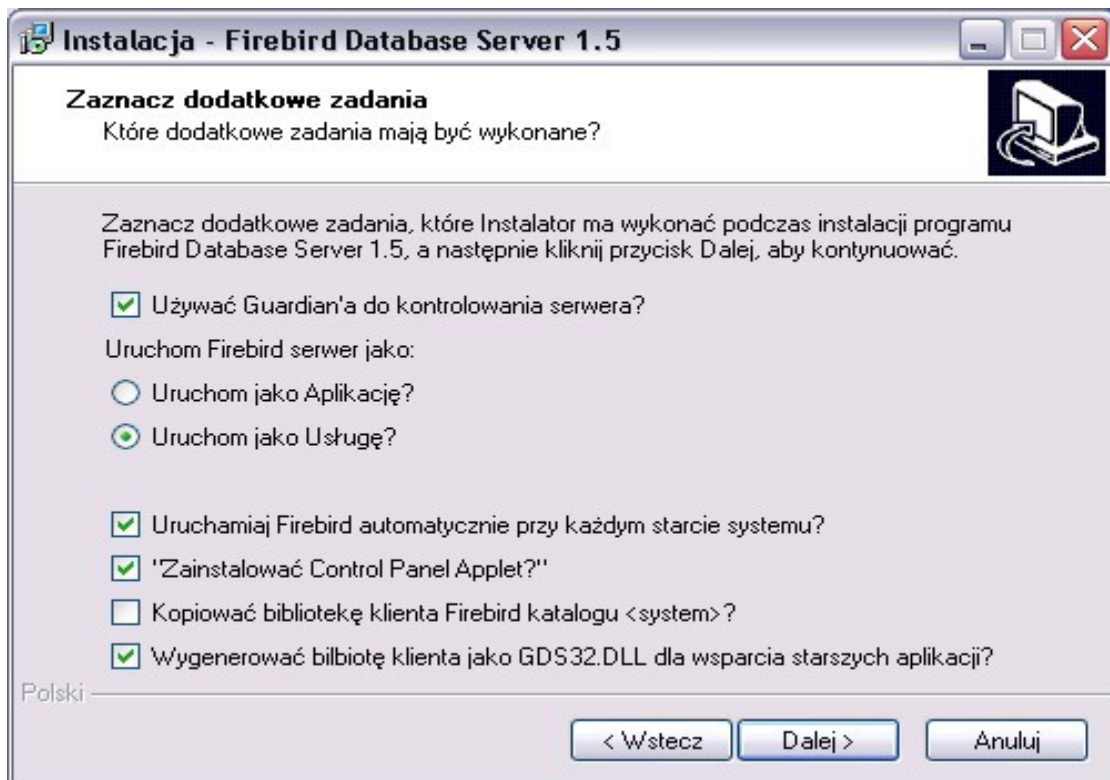 Instalacja - Firebird Database Server 1.5
Zaznacz dodatkowe zadania
Które dodatkowe zadania mają być wykonane?
Zaznacz dodatkowe zadania, które Instalator ma wykonać podczas instalacji programu
Firebird Database Server 1.5, a następnie kliknij przycisk Dalej, aby kontynuować.
Używać Guardian'a do kontrolowania serwera?
Uruchom Firebird serwer jako:
Uruchom jako Aplikację?
Uruchom jako Usługę?
Uruchamiaj Firebird automatycznie przy każdym starcie systemu?
"Zainstalować Control Panel Applet?"
Kopiować bibliotekę klienta Firebird katalogu <system>?
Wygenerować bilbiotę klienta jako GDS32.DLL dla wsparcia starszych aplikacji?
Polski
< Wstecz Dalej > Anuluj